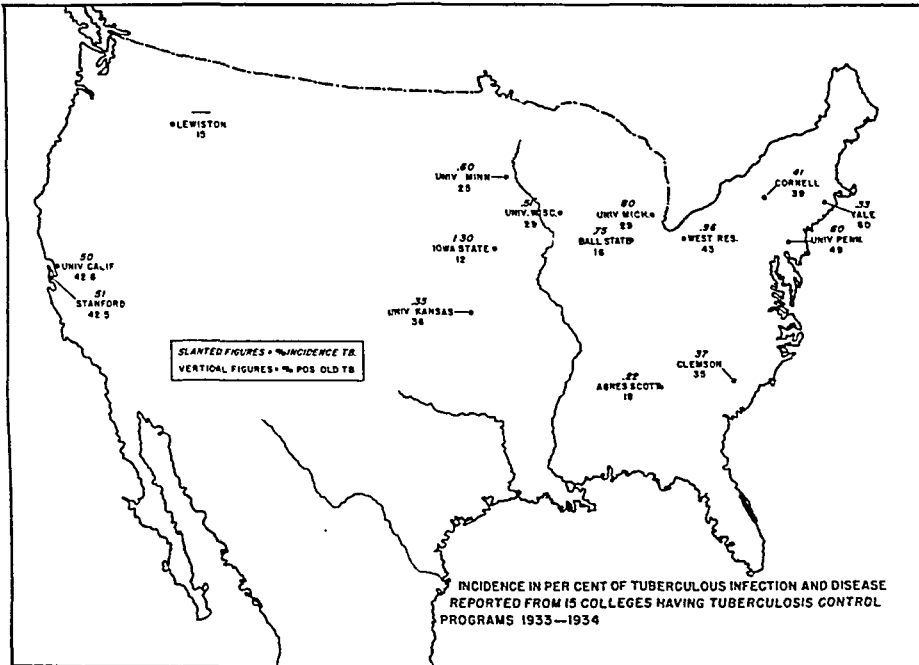 —
LEWISTON
15
.60
UNIV. MINN
25
.51
UNIV. WISC.
29
.80
UNIV MICH.
29
.41
CORNELL
39
.33
YALE
60
.75
BALL STATE
16
.96
WEST RES.
45
.60
UNIV PENN.
49
1.30
IOWA STATE
12
.50
UNIV CALIF
42.6
.51
STANFORD
42.5
.35
UNIV KANSAS
36
SLANTED FIGURES = % INCIDENCE TB.
VERTICAL FIGURES = % POS OLD TB
.37
CLEMSON
35
.22
AGNES SCOTT
18
INCIDENCE IN PER CENT OF TUBERCULOUS INFECTION AND DISEASE
REPORTED FROM 15 COLLEGES HAVING TUBERCULOSIS CONTROL
PROGRAMS 1933—1934